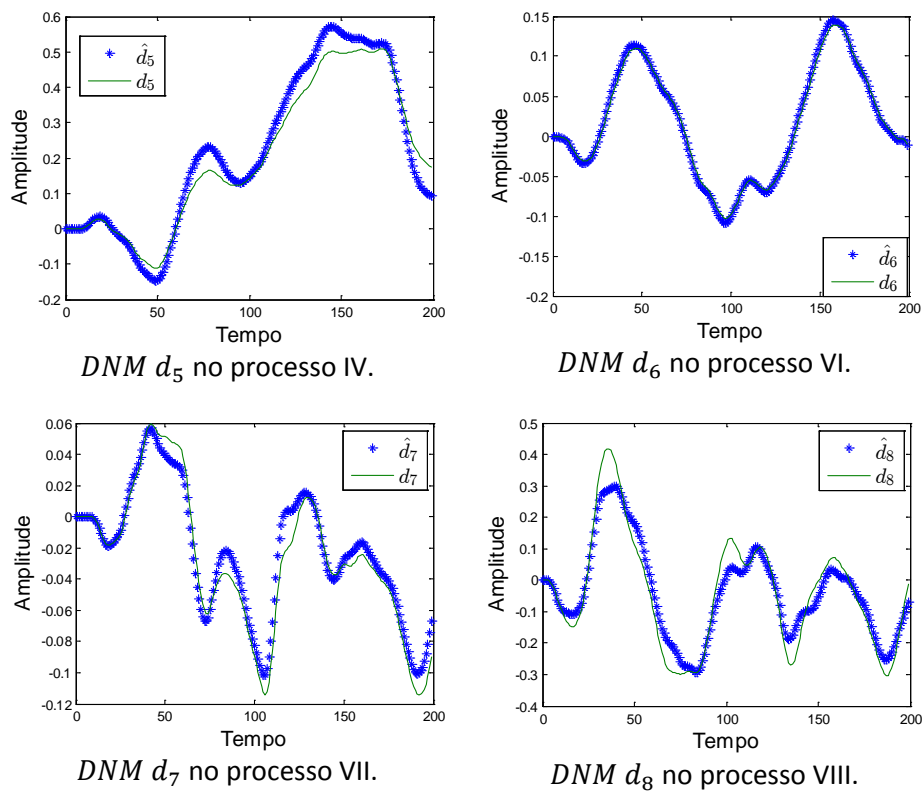 0.6
0.5
0.4
0.3
0.2
0.1
0
-0.1
-0.2
Amplitude
0 50 100 150 200
Tempo
d̂₅
d₅
DNM d₅ no processo IV.
0.15
0.1
0.05
0
-0.05
-0.1
-0.15
-0.2
Amplitude
0 50 100 150 200
Tempo
d̂₆
d₆
DNM d₆ no processo VI.
0.06
0.04
0.02
0
-0.02
-0.04
-0.06
-0.08
-0.1
-0.12
Amplitude
0 50 100 150 200
Tempo
d̂₇
d₇
DNM d₇ no processo VII.
0.5
0.4
0.3
0.2
0.1
0
-0.1
-0.2
-0.3
-0.4
Amplitude
0 50 100 150 200
Tempo
d̂₈
d₈
DNM d₈ no processo VIII.